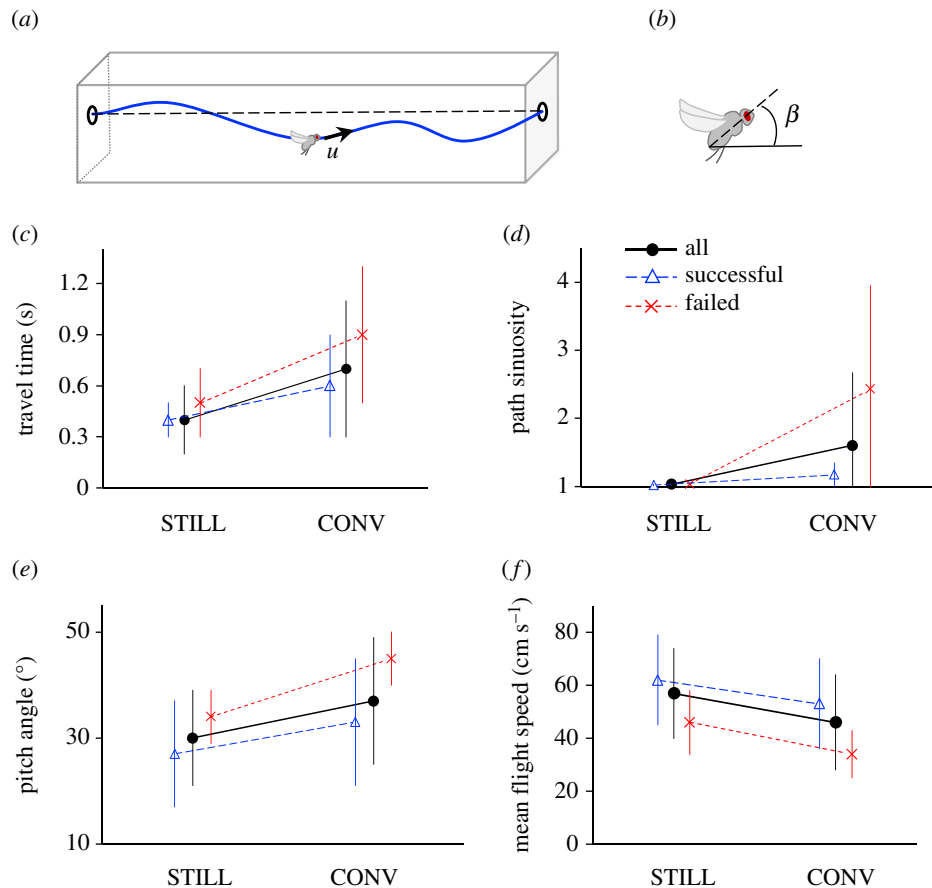 (a)
(b)
u
β
(c)
(d)
all
successful
failed
travel time (s)
1.2
0.9
0.6
0.3
0
STILL CONV
path sinuosity
4
3
2
1
STILL CONV
(e)
(f)
pitch angle (°)
50
30
10
STILL CONV
mean flight speed (cm s⁻¹)
80
60
40
20
0
STILL CONV